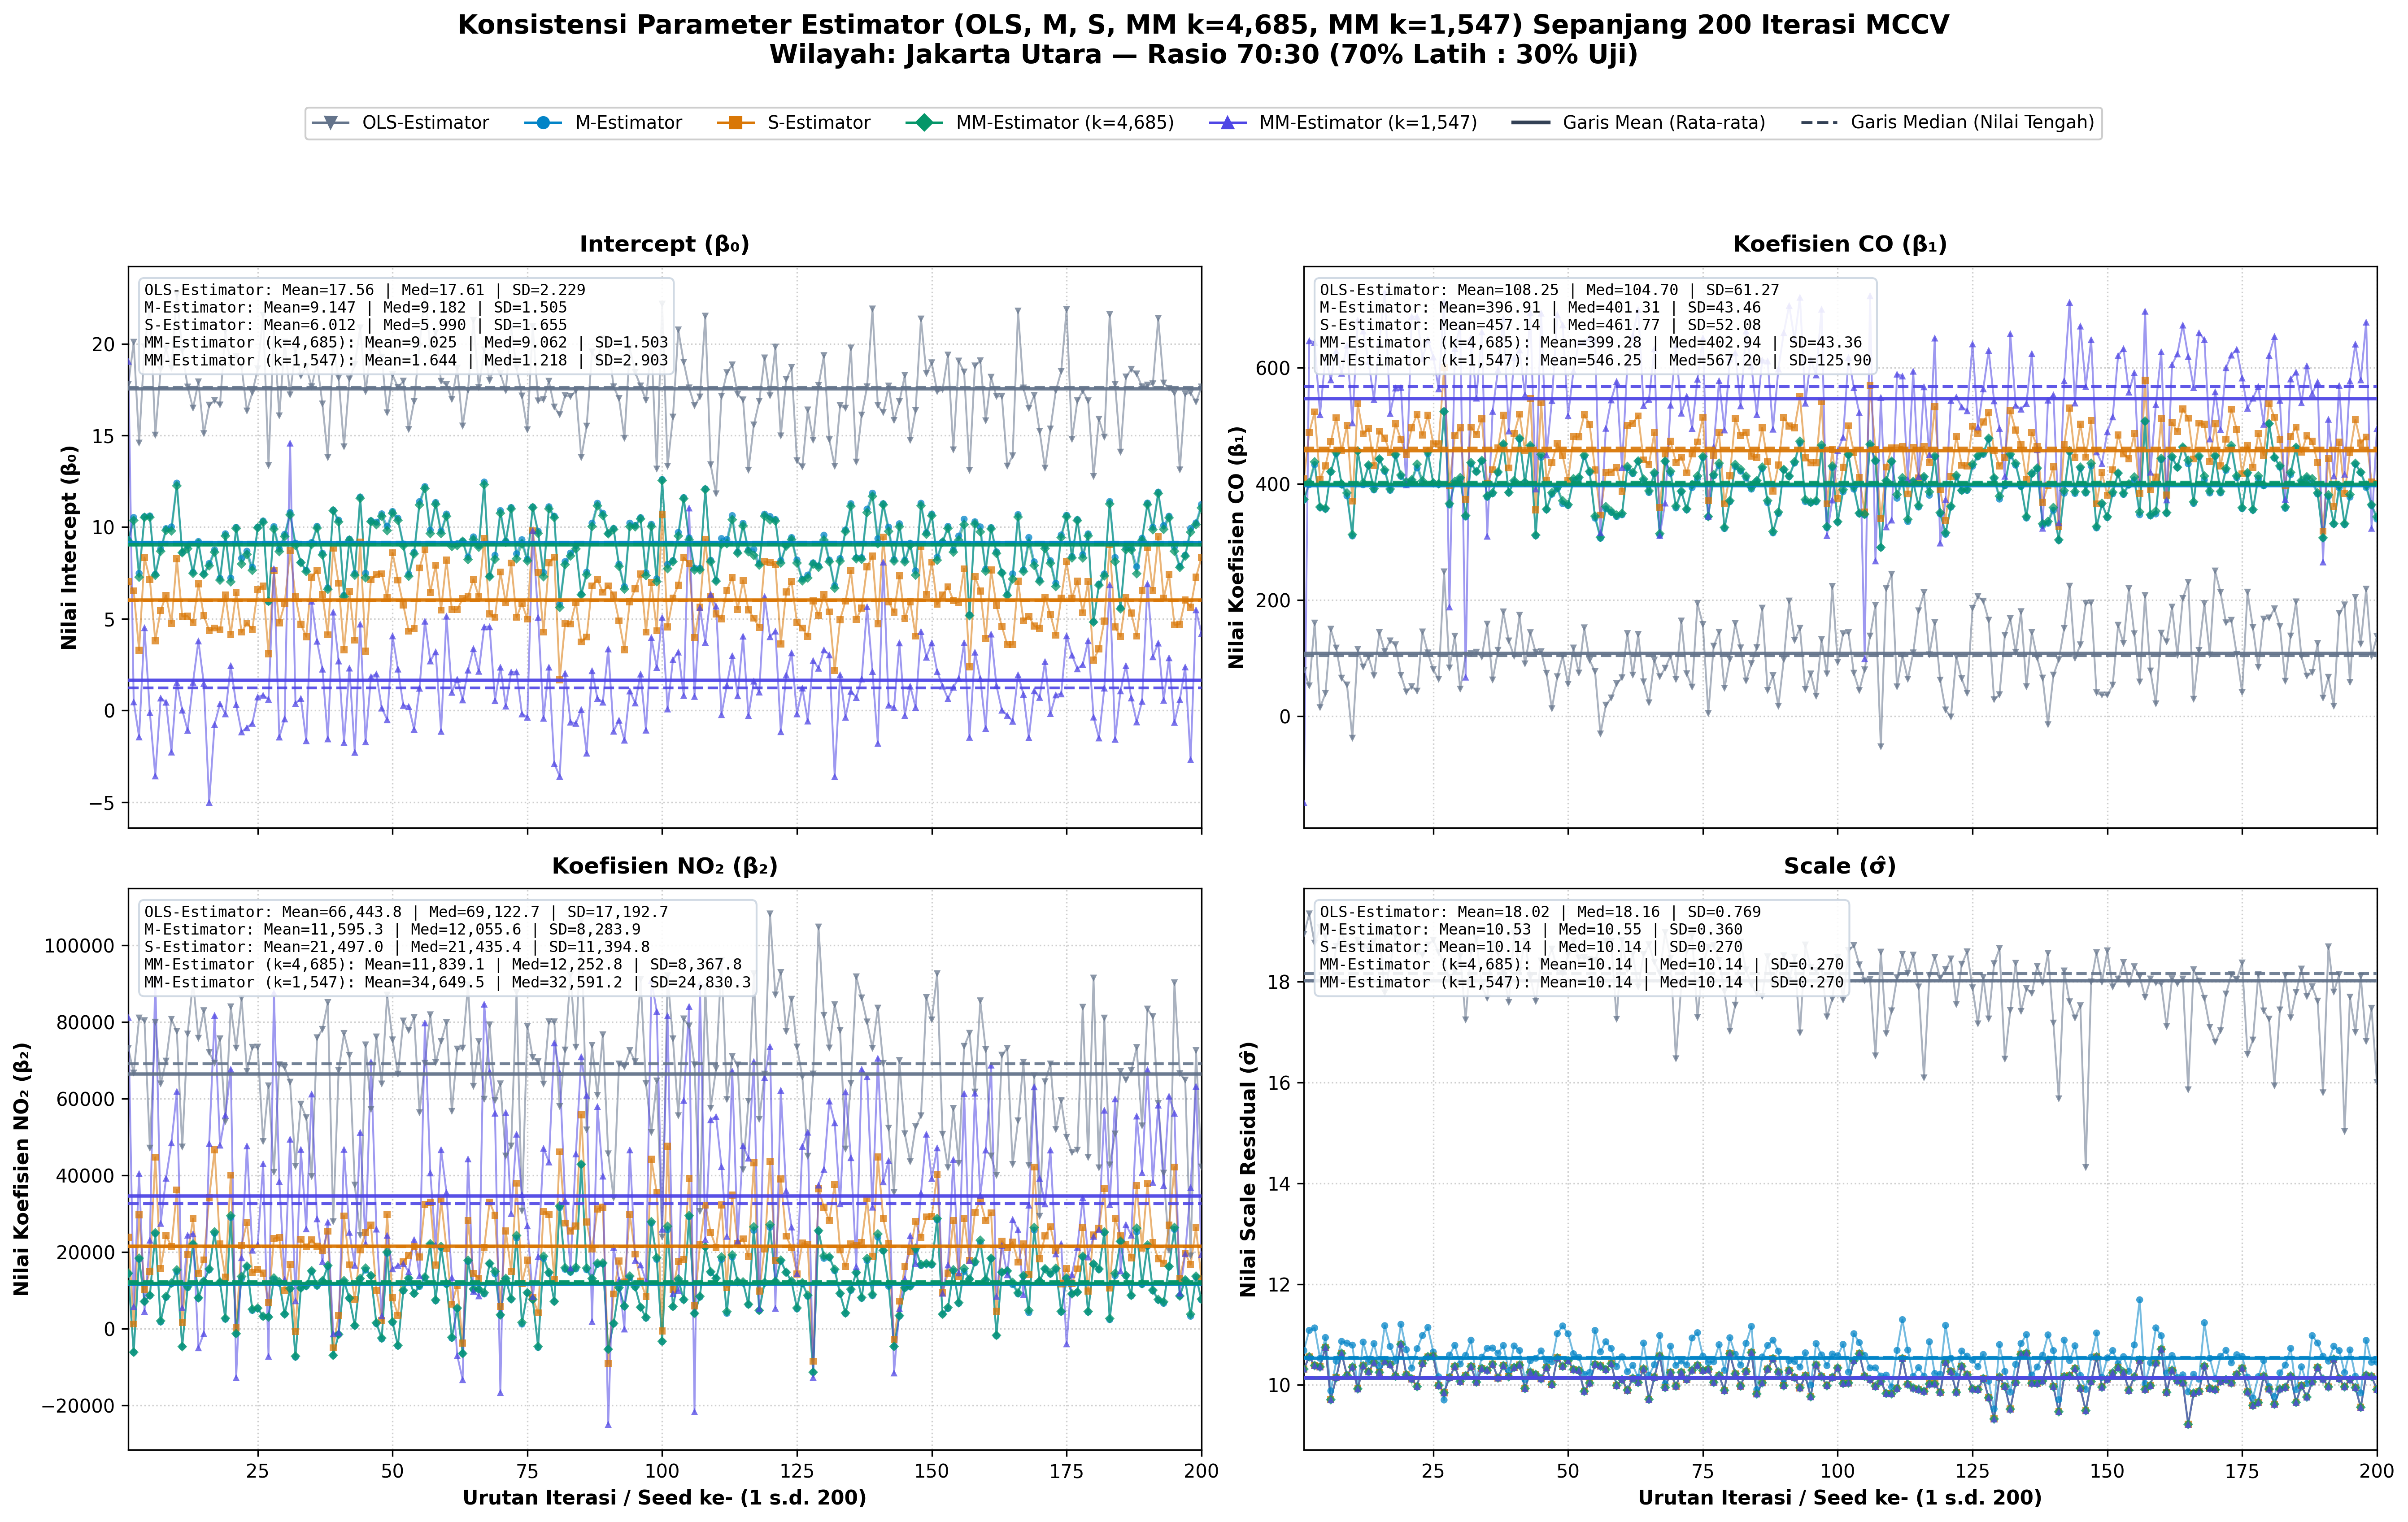 Konsistensi Parameter Estimator (OLS, M, S, MM k=4,685, MM k=1,547) Sepanjang 200 Iterasi MCCV
Wilayah: Jakarta Utara — Rasio 70:30 (70% Latih : 30% Uji)
OLS-Estimator M-Estimator S-Estimator MM-Estimator (k=4,685) MM-Estimator (k=1,547) Garis Mean (Rata-rata) Garis Median (Nilai Tengah)
Intercept (β₀)
OLS-Estimator: Mean=17.56 | Med=17.61 | SD=2.229
M-Estimator: Mean=9.147 | Med=9.182 | SD=1.505
S-Estimator: Mean=6.012 | Med=5.990 | SD=1.655
MM-Estimator (k=4,685): Mean=9.025 | Med=9.062 | SD=1.503
MM-Estimator (k=1,547): Mean=1.644 | Med=1.218 | SD=2.903
Nilai Intercept (β₀)
20
15
10
5
0
−5
Koefisien CO (β₁)
OLS-Estimator: Mean=108.25 | Med=104.70 | SD=61.27
M-Estimator: Mean=396.91 | Med=401.31 | SD=43.46
S-Estimator: Mean=457.14 | Med=461.77 | SD=52.08
MM-Estimator (k=4,685): Mean=399.28 | Med=402.94 | SD=43.36
MM-Estimator (k=1,547): Mean=546.25 | Med=567.20 | SD=125.90
Nilai Koefisien CO (β₁)
600
400
200
0
Koefisien NO₂ (β₂)
OLS-Estimator: Mean=66,443.8 | Med=69,122.7 | SD=17,192.7
M-Estimator: Mean=11,595.3 | Med=12,055.6 | SD=8,283.9
S-Estimator: Mean=21,497.0 | Med=21,435.4 | SD=11,394.8
MM-Estimator (k=4,685): Mean=11,839.1 | Med=12,252.8 | SD=8,367.8
MM-Estimator (k=1,547): Mean=34,649.5 | Med=32,591.2 | SD=24,830.3
Nilai Koefisien NO₂ (β₂)
100000
80000
60000
40000
20000
0
−20000
25 50 75 100 125 150 175 200
Urutan Iterasi / Seed ke- (1 s.d. 200)
Scale (σ̂)
OLS-Estimator: Mean=18.02 | Med=18.16 | SD=0.769
M-Estimator: Mean=10.53 | Med=10.55 | SD=0.360
S-Estimator: Mean=10.14 | Med=10.14 | SD=0.270
MM-Estimator (k=4,685): Mean=10.14 | Med=10.14 | SD=0.270
MM-Estimator (k=1,547): Mean=10.14 | Med=10.14 | SD=0.270
Nilai Scale Residual (σ̂)
18
16
14
12
10
25 50 75 100 125 150 175 200
Urutan Iterasi / Seed ke- (1 s.d. 200)